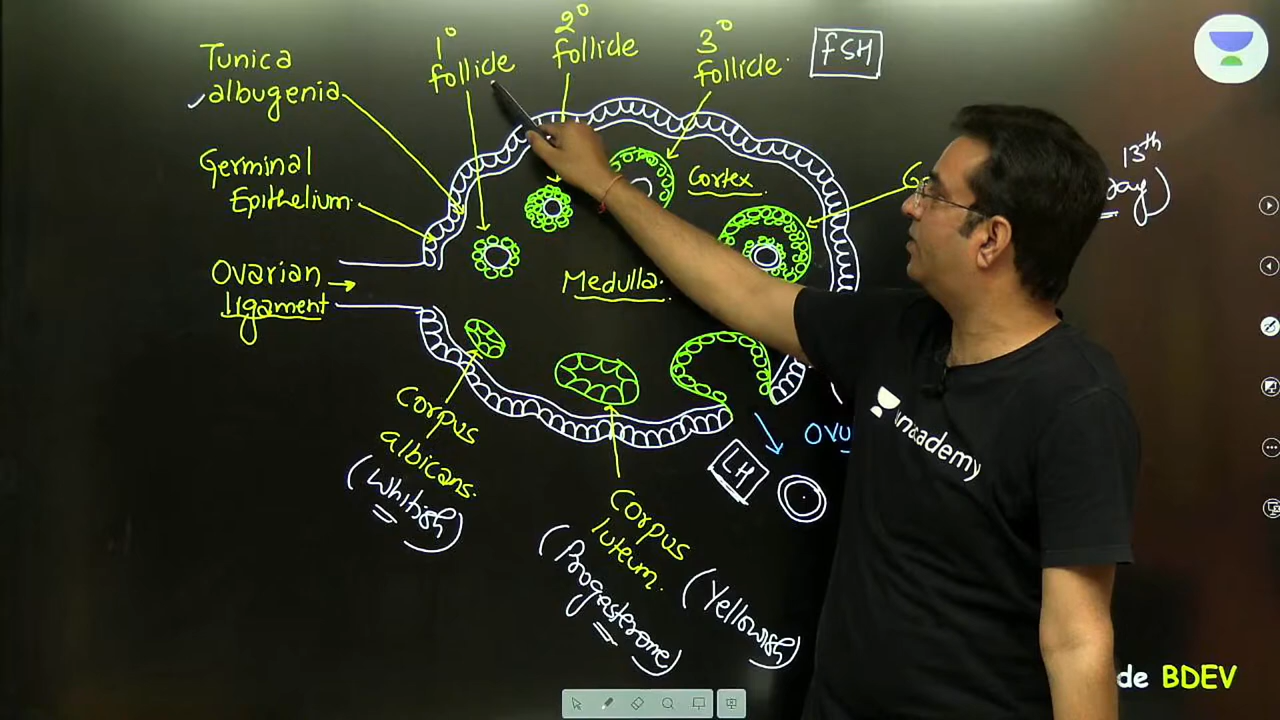 Tunica
albugenia
Germinal
Epithelium
Ovarian
ligament
1° follicle
2° follicle
3° follicle
FSH
13th
Cortex
Medulla
Corpus
albicans
(Whitish)
Corpus
luteum
(Progesterone)
(Yellowish)
LH
unacademy
BDEV